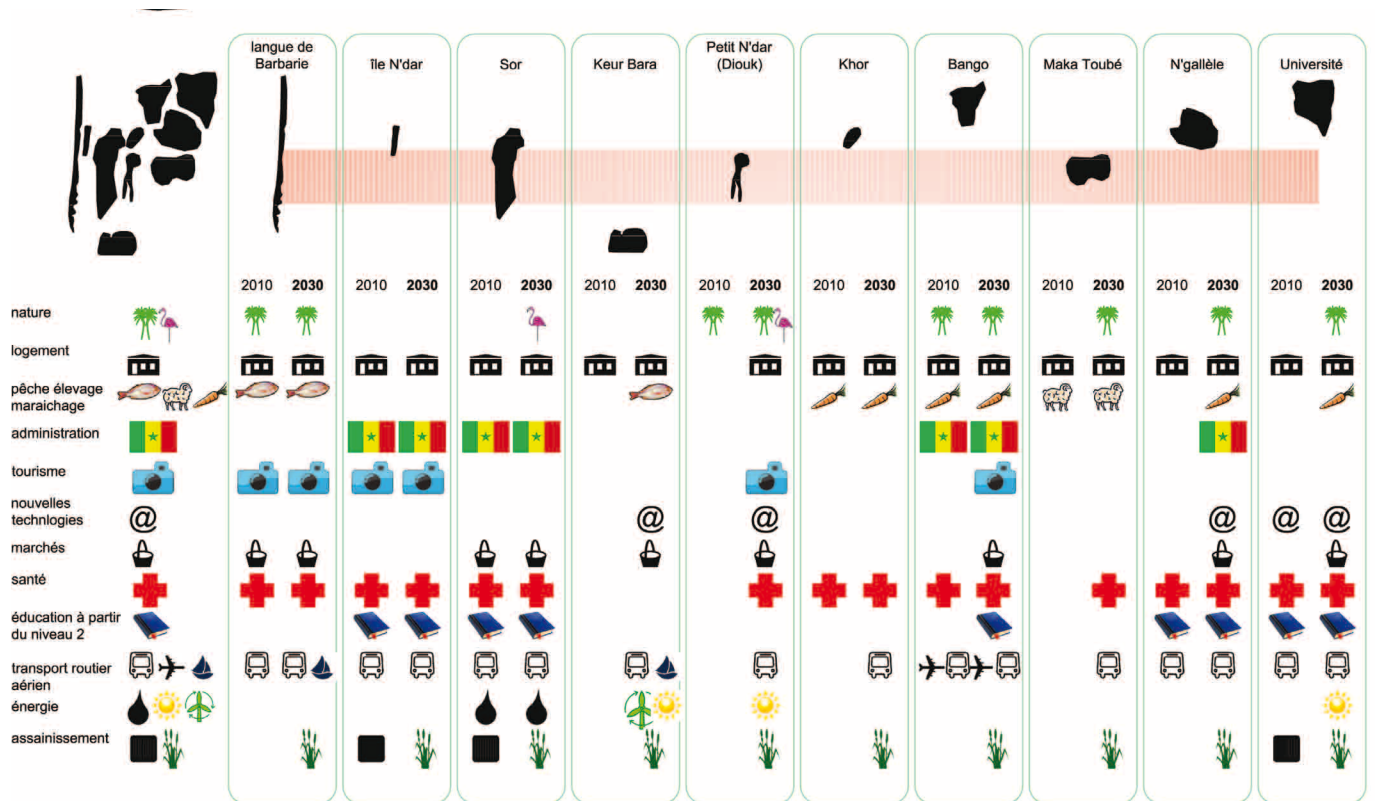 langue de
Barbarie
île N'dar
Sor
Keur Bara
Petit N'dar
(Diouk)
Khor
Bango
Maka Toubé
N'gallèle
Université
2010 2030 2010 2030 2010 2030 2010 2030 2010 2030 2010 2030 2010 2030 2010 2030 2010 2030 2010 2030
nature
logement
pêche élevage
maraichage
administration
tourisme
nouvelles
technlogies
@ @ @ @ @ @
marchés
santé
éducation à partir
du niveau 2
transport routier
aérien
énergie
assainissement